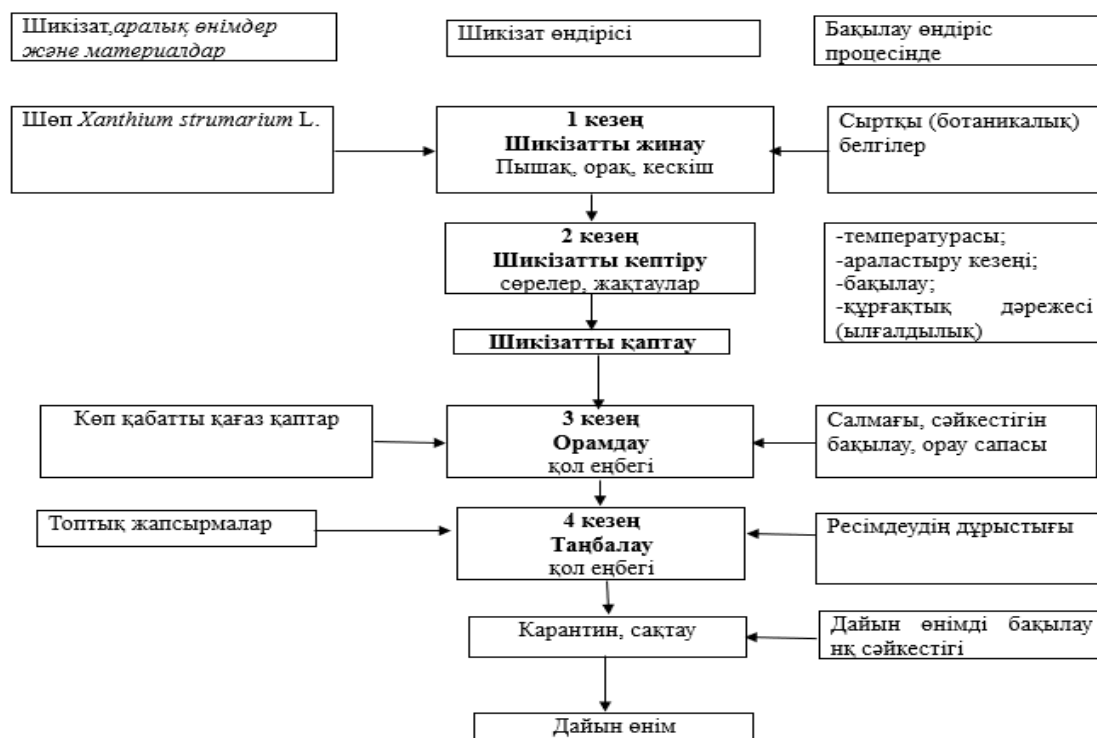 Шикізат,аралық өнімдер
және материалдар
Шикізат өндірісі
Бақылау өндіріс
процесінде
Шөп Xanthium strumarium L.
1 кезең
Шикізатты жинау
Пышақ, орақ, кескіш
Сыртқы (ботаникалық)
белгілер
2 кезең
Шикізатты кептіру
сөрелер, жақтаулар
-температурасы;
-араластыру кезеңі;
-бақылау;
-құрғақтық дәрежесі
(ылғалдылық)
Шикізатты қаптау
Көп қабатты қағаз қаптар
3 кезең
Орамдау
қол еңбегі
Салмағы, сәйкестігін
бақылау, орау сапасы
Топтық жапсырмалар
4 кезең
Таңбалау
қол еңбегі
Ресімдеудің дұрыстығы
Карантин, сақтау
Дайын өнімді бақылау
нқ сәйкестігі
Дайын өнім